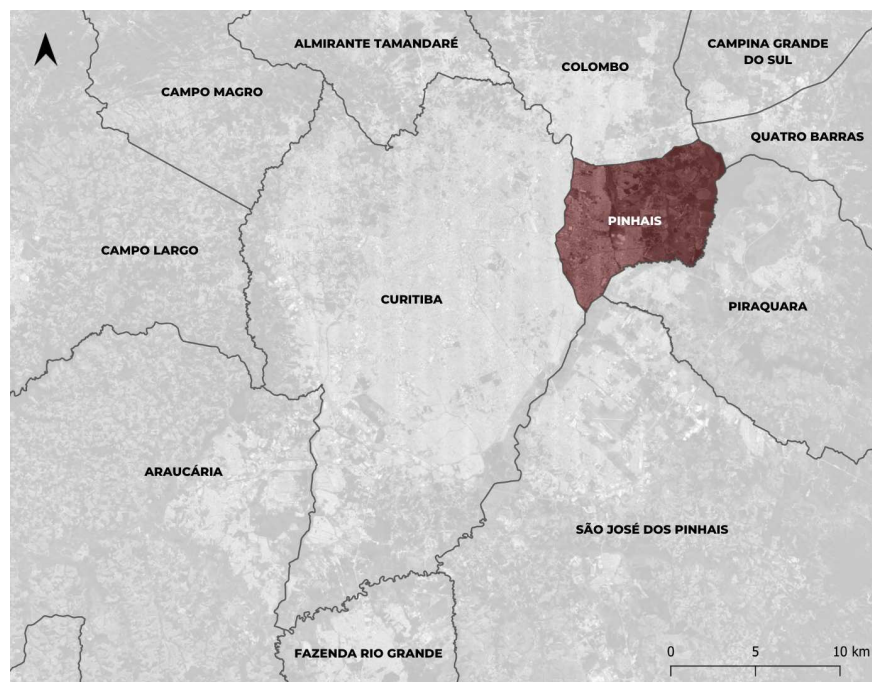 ALMIRANTE TAMANDARÉ
COLOMBO
CAMPINA GRANDE
DO SUL
CAMPO MAGRO
QUATRO BARRAS
PINHAIS
CAMPO LARGO
CURITIBA
PIRAQUARA
ARAUCÁRIA
SÃO JOSÉ DOS PINHAIS
FAZENDA RIO GRANDE
0 5 10 km